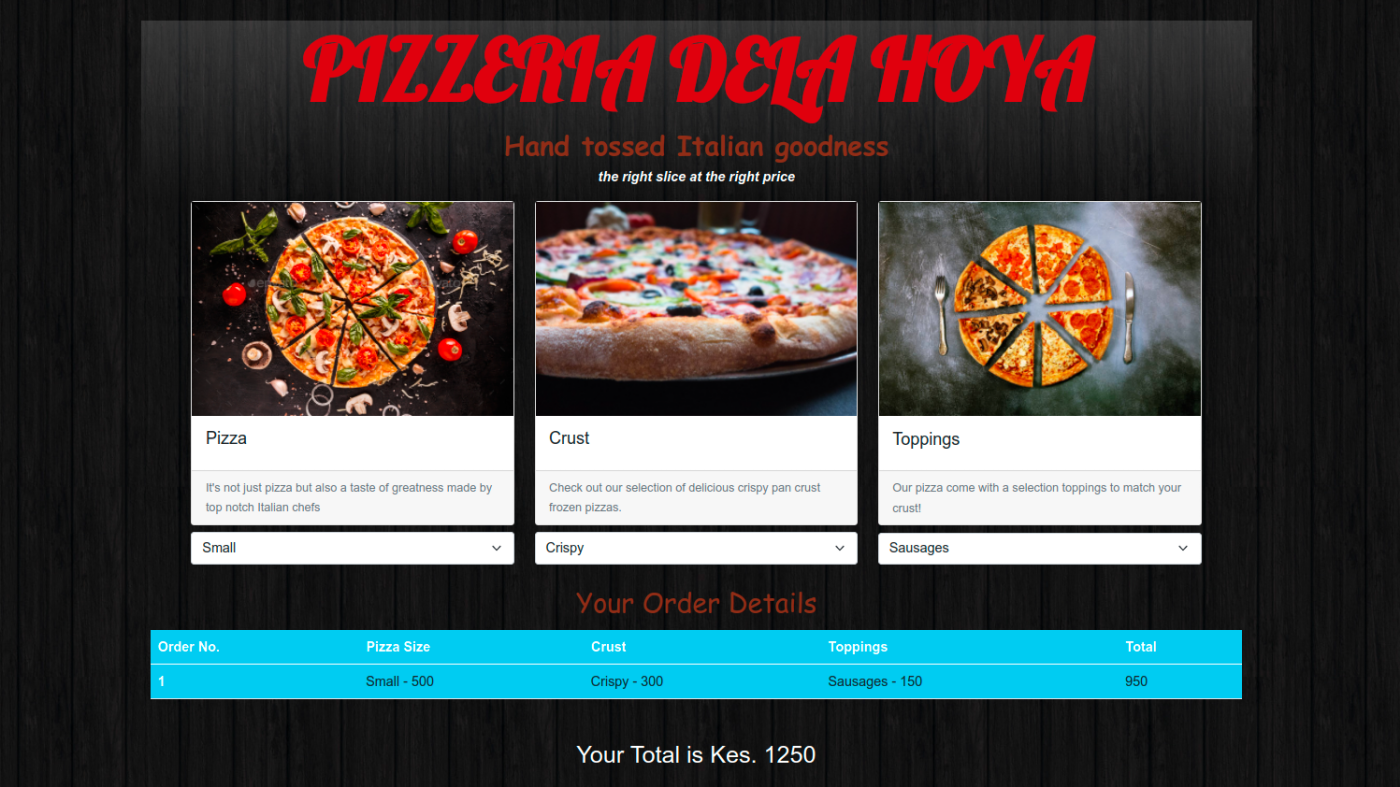 PIZZERIA DELA HOYA
Hand tossed Italian goodness
the right slice at the right price
Pizza
It's not just pizza but also a taste of greatness made by
top notch Italian chefs
Small
Crust
Check out our selection of delicious crispy pan crust
frozen pizzas.
Crispy
Toppings
Our pizza come with a selection toppings to match your
crust!
Sausages
Your Order Details
Order No. Pizza Size Crust Toppings Total
1 Small - 500 Crispy - 300 Sausages - 150 950
Your Total is Kes. 1250